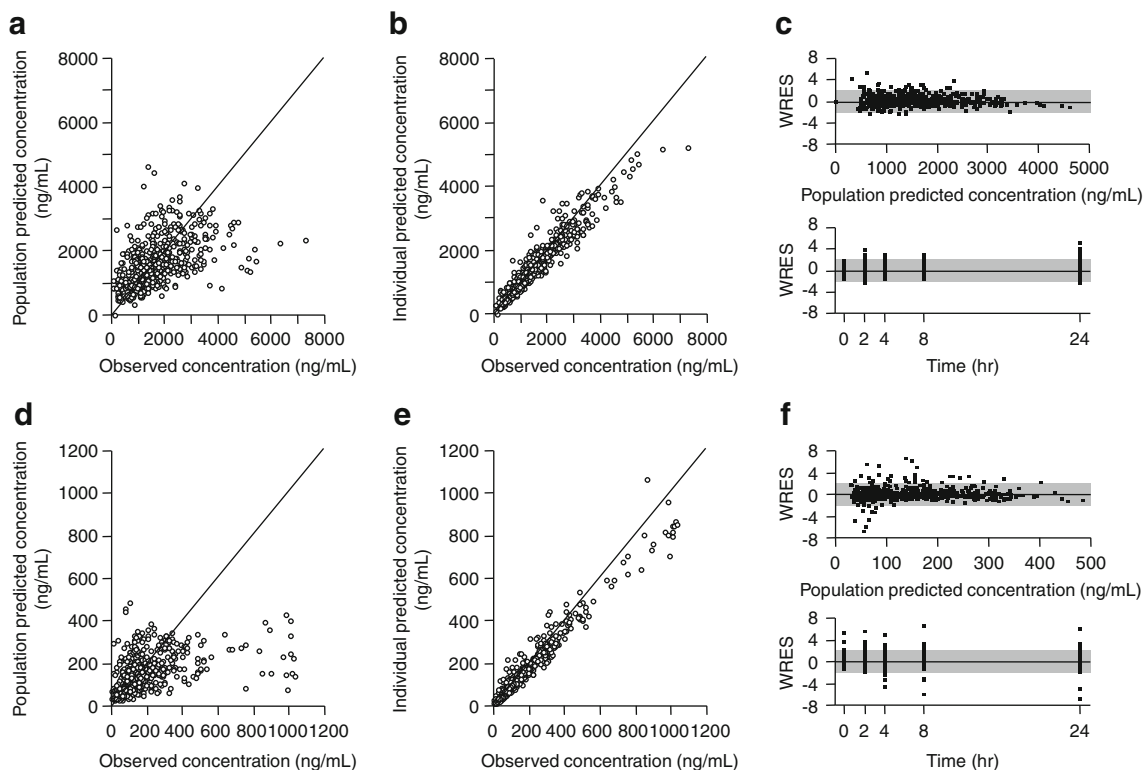 a
Population predicted concentration
(ng/mL)
8000
6000
4000
2000
0
0 2000 4000 6000 8000
Observed concentration (ng/mL)
b
Individual predicted concentration
(ng/mL)
8000
6000
4000
2000
0
0 2000 4000 6000 8000
Observed concentration (ng/mL)
c
WRES
8
4
0
-4
-8
0 1000 2000 3000 4000 5000
Population predicted concentration (ng/mL)
WRES
8
4
0
-4
-8
0 2 4 8 24
Time (hr)
d
Population predicted concentration
(ng/mL)
1200
1000
800
600
400
200
0
0 200 400 600 800 1000 1200
Observed concentration (ng/mL)
e
Individual predicted concentration
(ng/mL)
1200
1000
800
600
400
200
0
0 200 400 600 800 1000 1200
Observed concentration (ng/mL)
f
WRES
8
4
0
-4
-8
0 100 200 300 400 500
Population predicted concentration (ng/mL)
WRES
8
4
0
-4
-8
0 2 4 8 24
Time (hr)